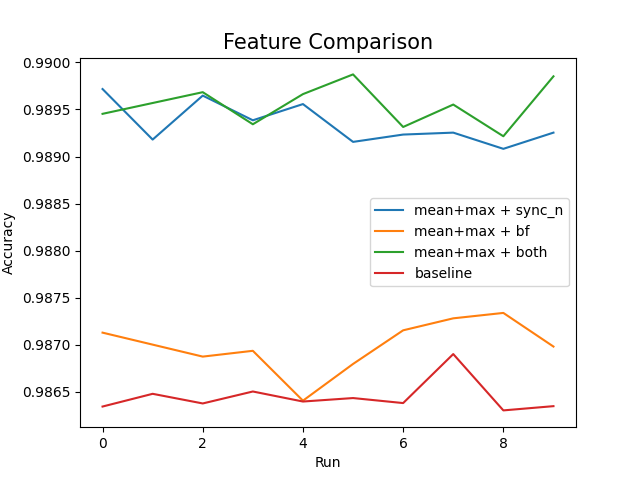 Feature Comparison
0.9900
0.9895
0.9890
0.9885
0.9880
0.9875
0.9870
0.9865
Accuracy
mean+max + sync_n
mean+max + bf
mean+max + both
baseline
0 2 4 6 8
Run